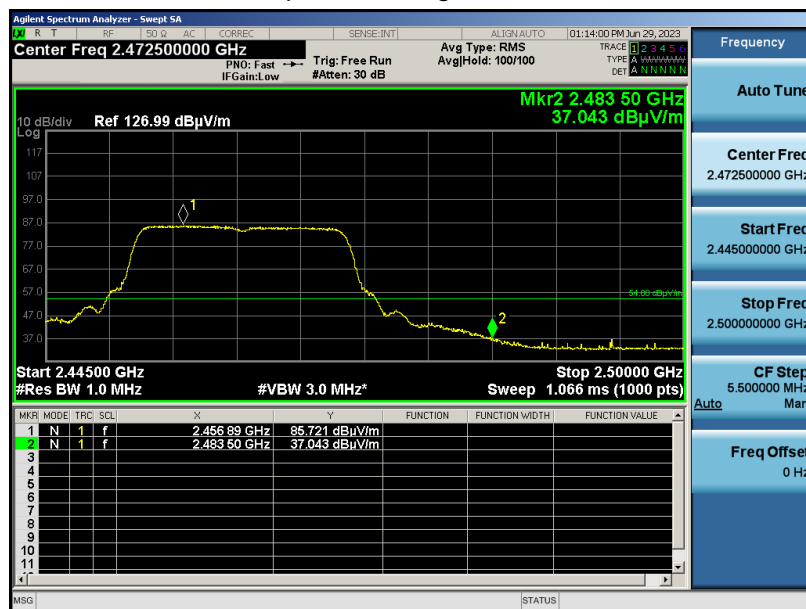 Agilent Spectrum Analyzer - Swept SA
LXI R T RF 50 Ω AC CORREC SENSE:INT ALIGN AUTO 01:14:00 PM Jun 29, 2023
Center Freq 2.472500000 GHz Avg Type: RMS TRACE 1 2 3 4 5 6
PNO: Fast Trig: Free Run Avg|Hold: 100/100 TYPE A WWWWW
IFGain:Low #Atten: 30 dB DET A N N N N N
Mkr2 2.483 50 GHz
10 dB/div Ref 126.99 dBµV/m 37.043 dBµV/m
Log
117
107
97.0
1
87.0
77.0
67.0
57.0 54.00 dBµV/m
47.0
2
37.0
Start 2.44500 GHz Stop 2.50000 GHz
#Res BW 1.0 MHz #VBW 3.0 MHz* Sweep 1.066 ms (1000 pts)
MKR MODE TRC SCL X Y FUNCTION FUNCTION WIDTH FUNCTION VALUE
1 N 1 f 2.456 89 GHz 85.721 dBµV/m
2 N 1 f 2.483 50 GHz 37.043 dBµV/m
3
4
5
6
7
8
9
10
11
MSG STATUS
Frequency
Auto Tune
Center Freq
2.472500000 GHz
Start Freq
2.445000000 GHz
Stop Freq
2.500000000 GHz
CF Step
5.500000 MHz
Auto Man
Freq Offset
0 Hz